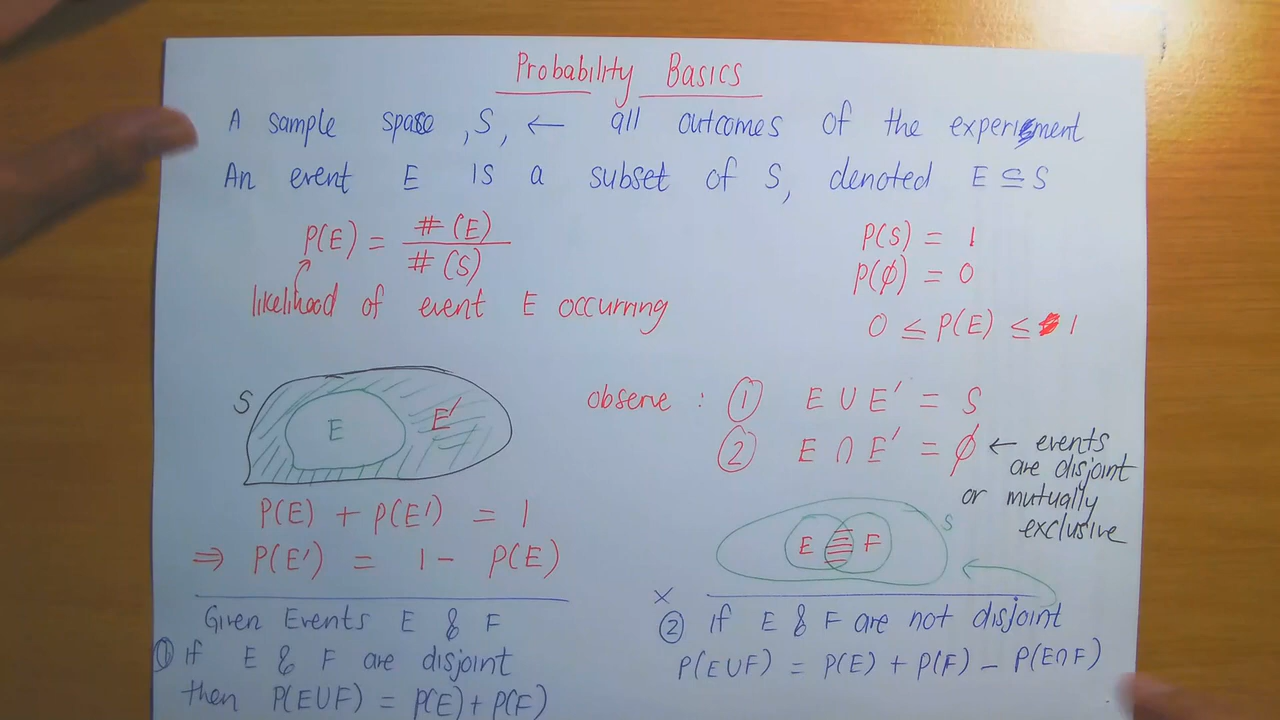 Probability Basics
A sample space, S, ← all outcomes of the experiment
An event E is a subset of S, denoted E ⊆ S
P(E) = #(E) / #(S)
likelihood of event E occurring
P(S) = 1
P(∅) = 0
0 ≤ P(E) ≤ 1
S
E
E'
P(E) + P(E') = 1
⇒ P(E') = 1 - P(E)
observe : ① E ∪ E' = S
② E ∩ E' = ∅ ← events
are disjoint
or mutually
exclusive
E F S
Given Events E & F
① if E & F are disjoint
then P(E∪F) = P(E) + P(F)
×
② if E & F are not disjoint
P(E∪F) = P(E) + P(F) - P(E∩F)